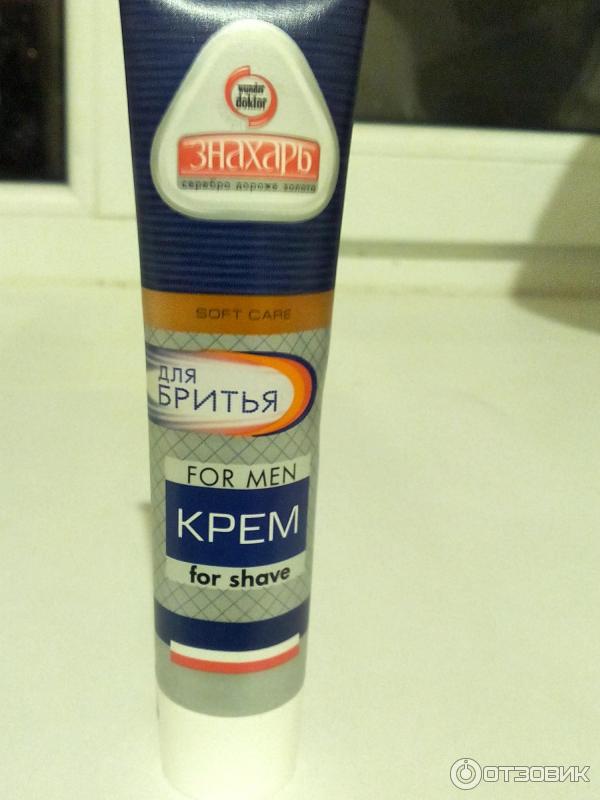 wunder
doktor
ЗНАХАРЬ
серебро дороже золота
SOFT CARE
ДЛЯ
БРИТЬЯ
FOR MEN
КРЕМ
for shave
ОТЗОВИК